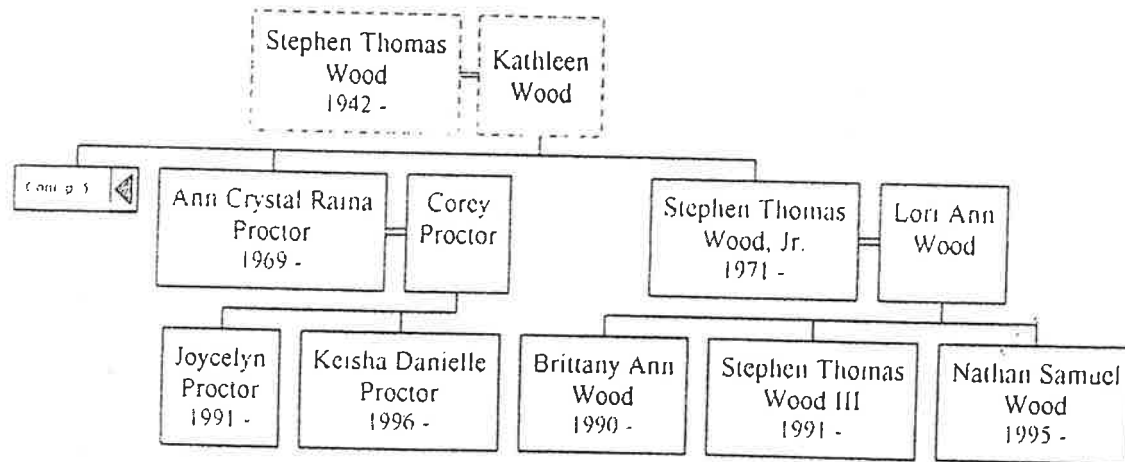 Stephen Thomas
Wood
1942 -
Kathleen
Wood
Cont. p. 5
Ann Crystal Raina
Proctor
1969 -
Corey
Proctor
Stephen Thomas
Wood, Jr.
1971 -
Lori Ann
Wood
Joycelyn
Proctor
1991 -
Keisha Danielle
Proctor
1996 -
Brittany Ann
Wood
1990 -
Stephen Thomas
Wood III
1991 -
Nathan Samuel
Wood
1995 -